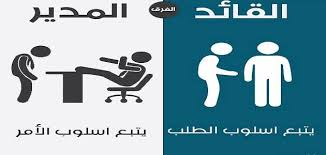 القائد
الفرق
المدير
يتبع اسلوب الطلب
يتبع اسلوب الأمر